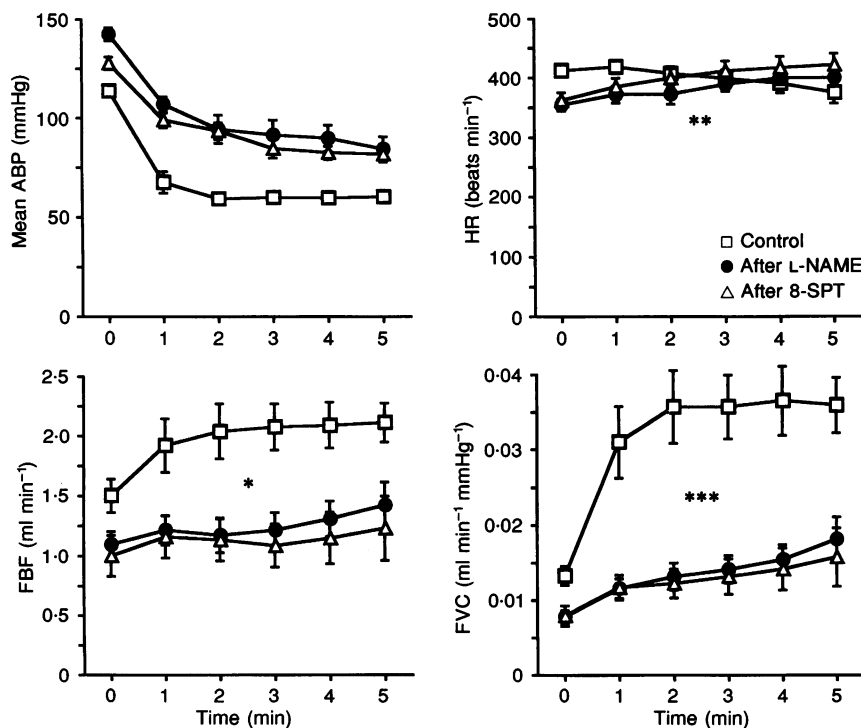 150
100
50
0
Mean ABP (mmHg)
0 1 2 3 4 5
500
400
300
200
100
0
HR (beats min⁻¹)
**
Control
After L-NAME
After 8-SPT
0 1 2 3 4 5
2·5
2·0
1·5
1·0
0·5
0
FBF (ml min⁻¹)
*
0 1 2 3 4 5
Time (min)
0·04
0·03
0·02
0·01
0
FVC (ml min⁻¹ mmHg⁻¹)
***
0 1 2 3 4 5
Time (min)